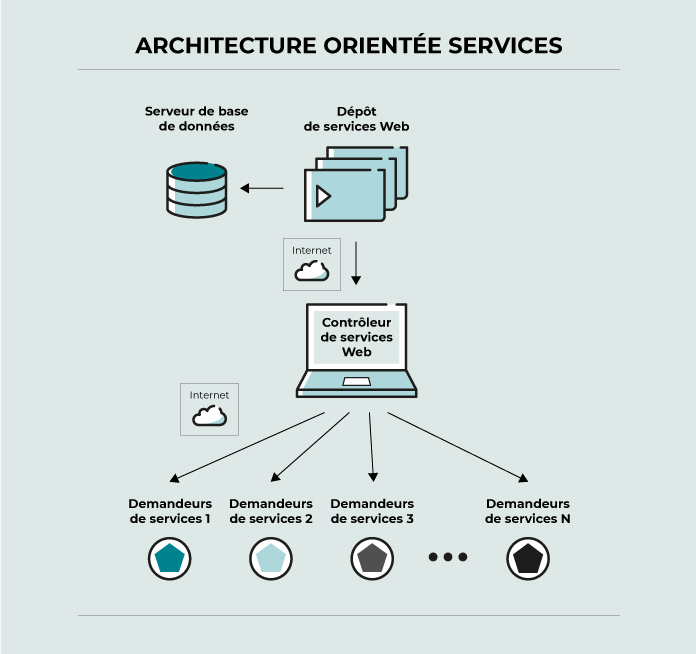 ARCHITECTURE ORIENTÉE SERVICES
Serveur de base
de données
Dépôt
de services Web
Internet
Contrôleur
de services
Web
Internet
Demandeurs
de services 1
Demandeurs
de services 2
Demandeurs
de services 3
Demandeurs
de services N